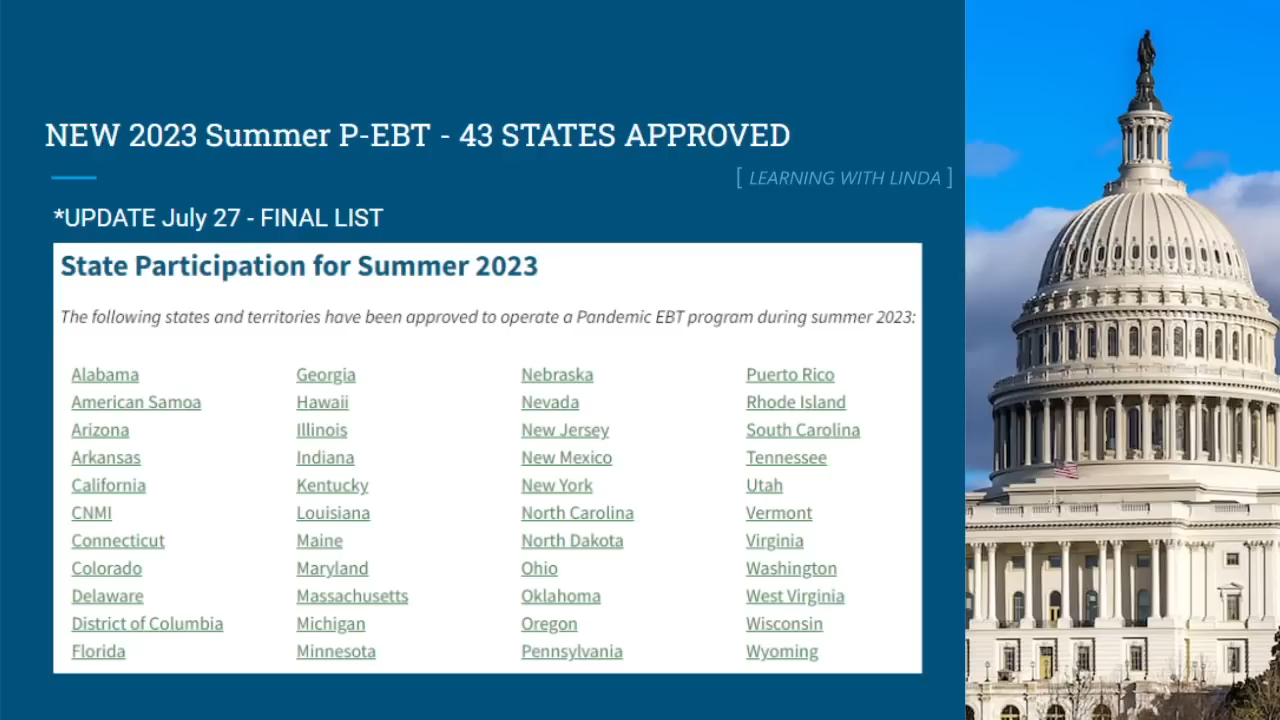 NEW 2023 Summer P-EBT - 43 STATES APPROVED
[ LEARNING WITH LINDA ]
*UPDATE July 27 - FINAL LIST
State Participation for Summer 2023
The following states and territories have been approved to operate a Pandemic EBT program during summer 2023:
Alabama Georgia Nebraska Puerto Rico
American Samoa Hawaii Nevada Rhode Island
Arizona Illinois New Jersey South Carolina
Arkansas Indiana New Mexico Tennessee
California Kentucky New York Utah
CNMI Louisiana North Carolina Vermont
Connecticut Maine North Dakota Virginia
Colorado Maryland Ohio Washington
Delaware Massachusetts Oklahoma West Virginia
District of Columbia Michigan Oregon Wisconsin
Florida Minnesota Pennsylvania Wyoming